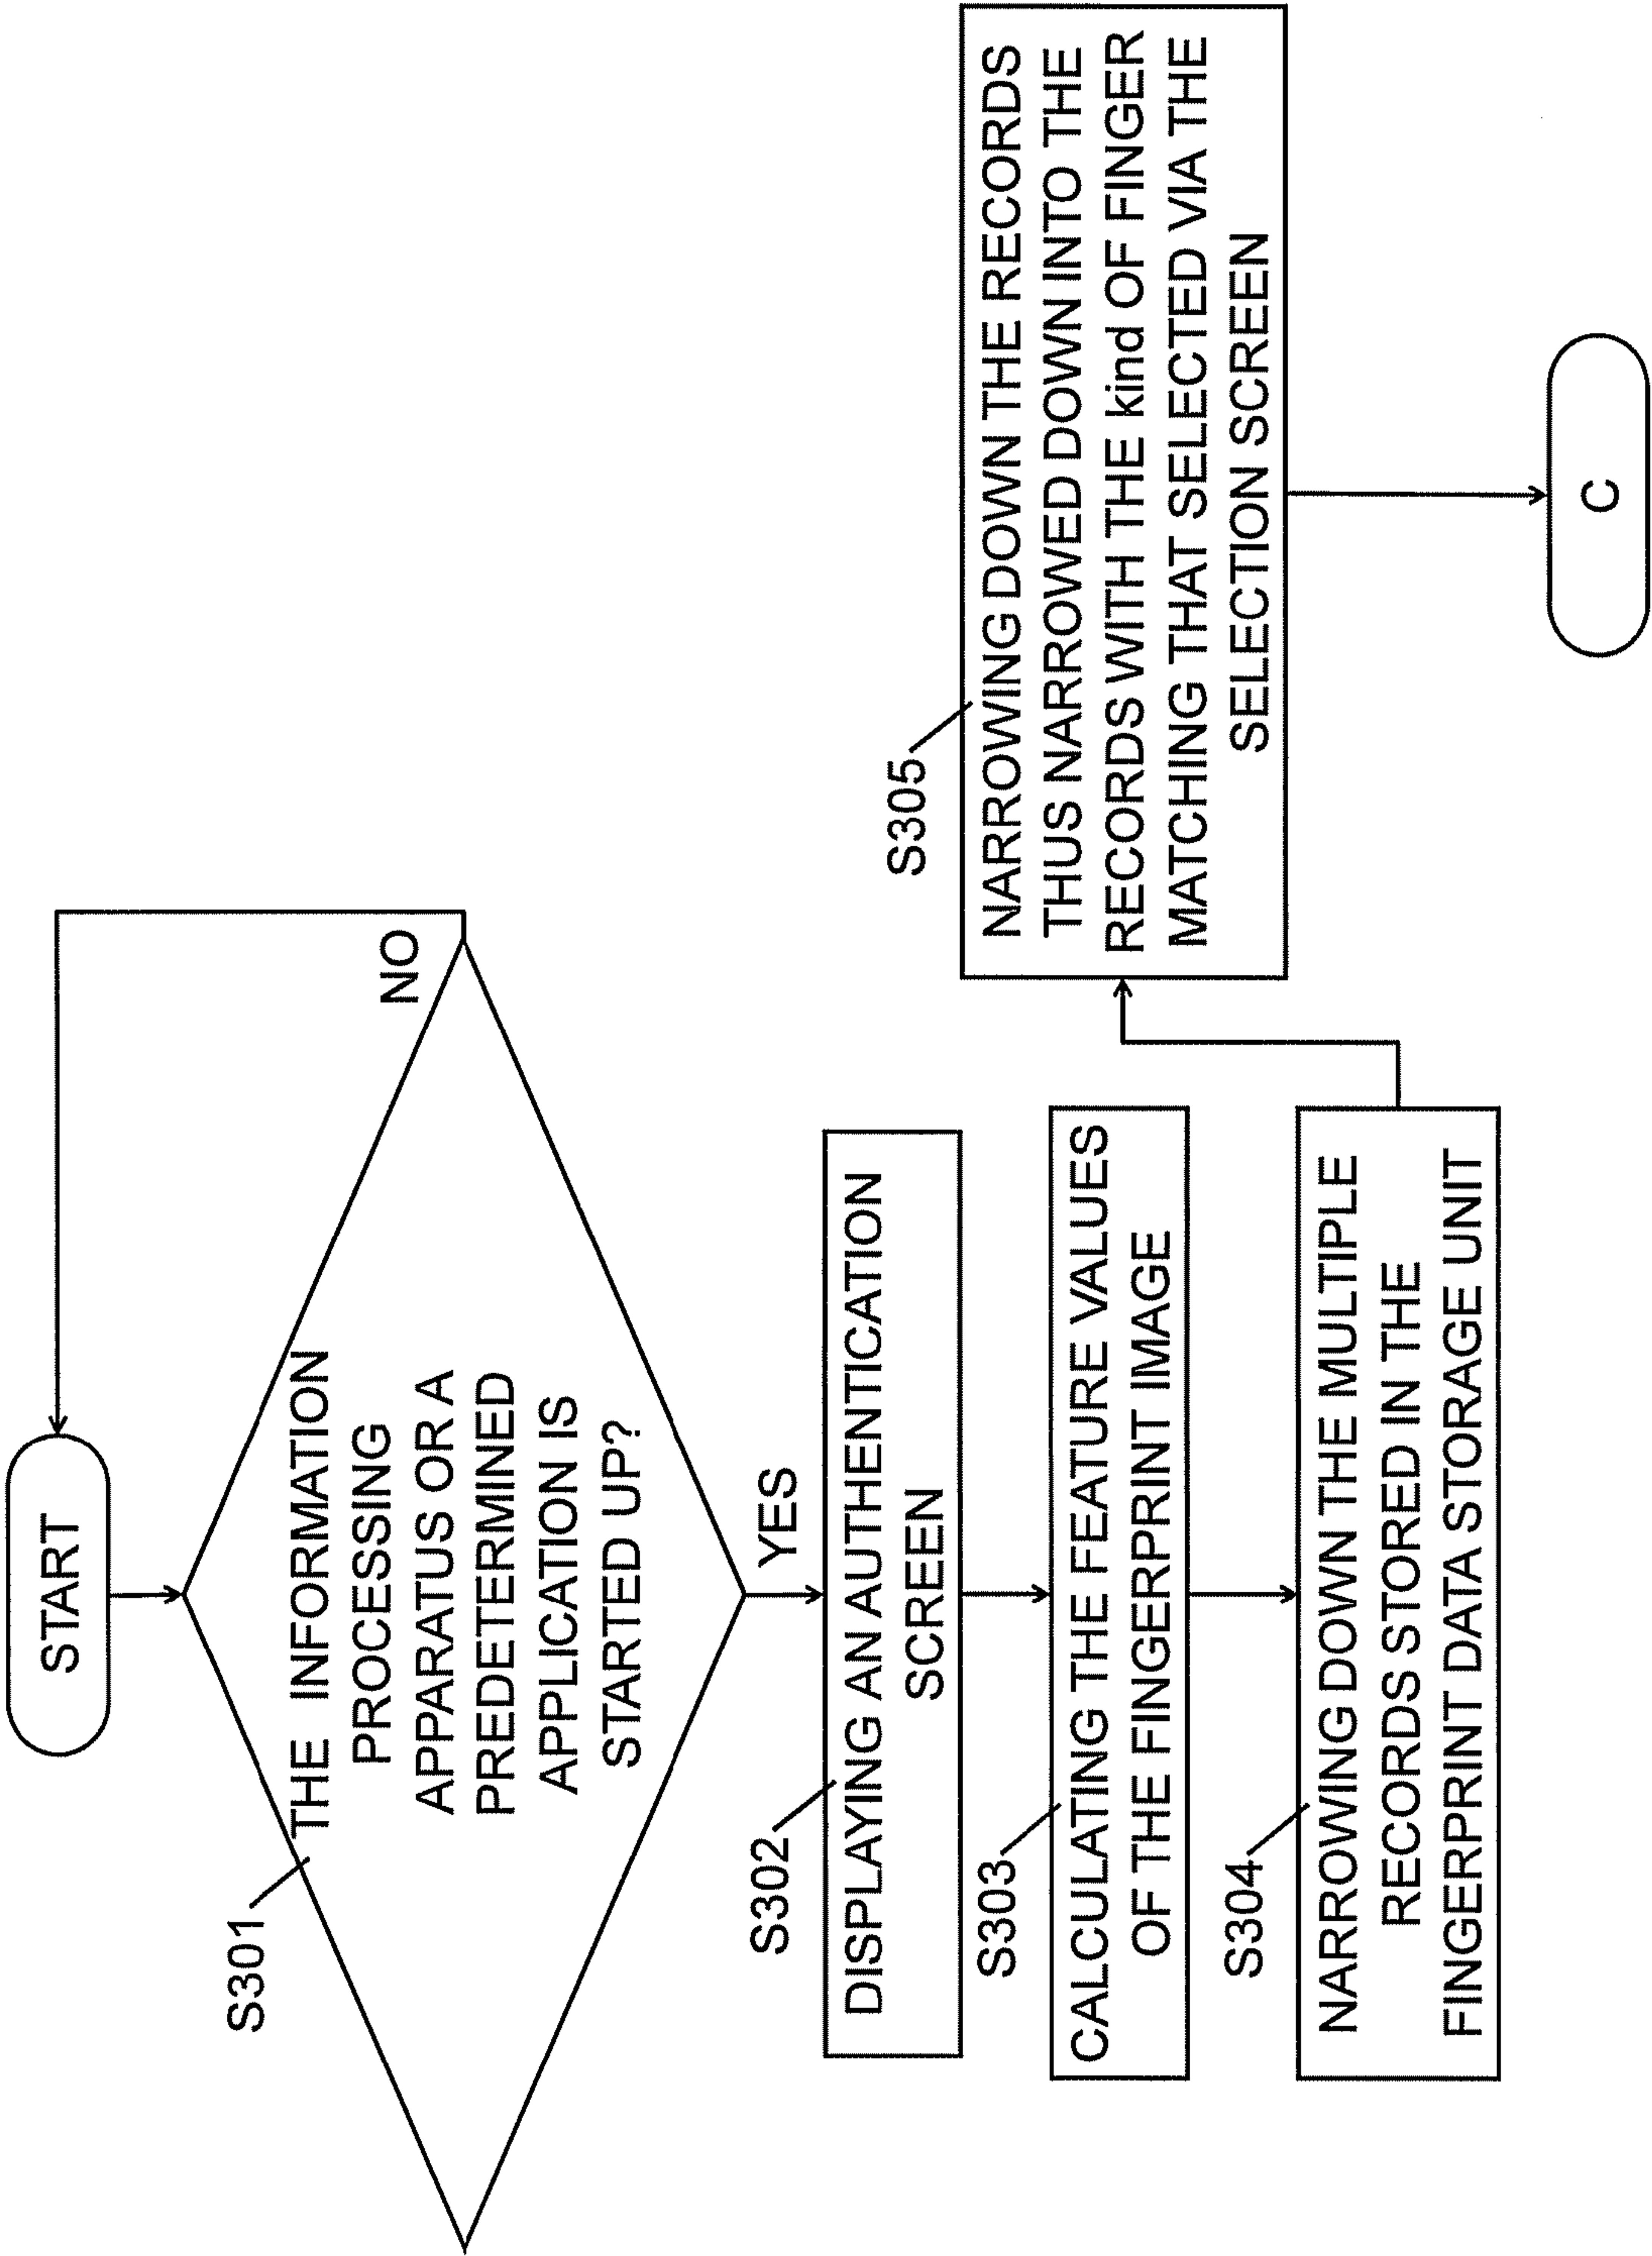 START
S301
THE INFORMATION
PROCESSING
APPARATUS OR A
PREDETERMINED
APPLICATION IS
STARTED UP?
NO
YES
S302
DISPLAYING AN AUTHENTICATION
SCREEN
S303
CALCULATING THE FEATURE VALUES
OF THE FINGERPRINT IMAGE
S304
NARROWING DOWN THE MULTIPLE
RECORDS STORED IN THE
FINGERPRINT DATA STORAGE UNIT
S305
NARROWING DOWN THE RECORDS
THUS NARROWED DOWN INTO THE
RECORDS WITH THE kind OF FINGER
MATCHING THAT SELECTED VIA THE
SELECTION SCREEN
C